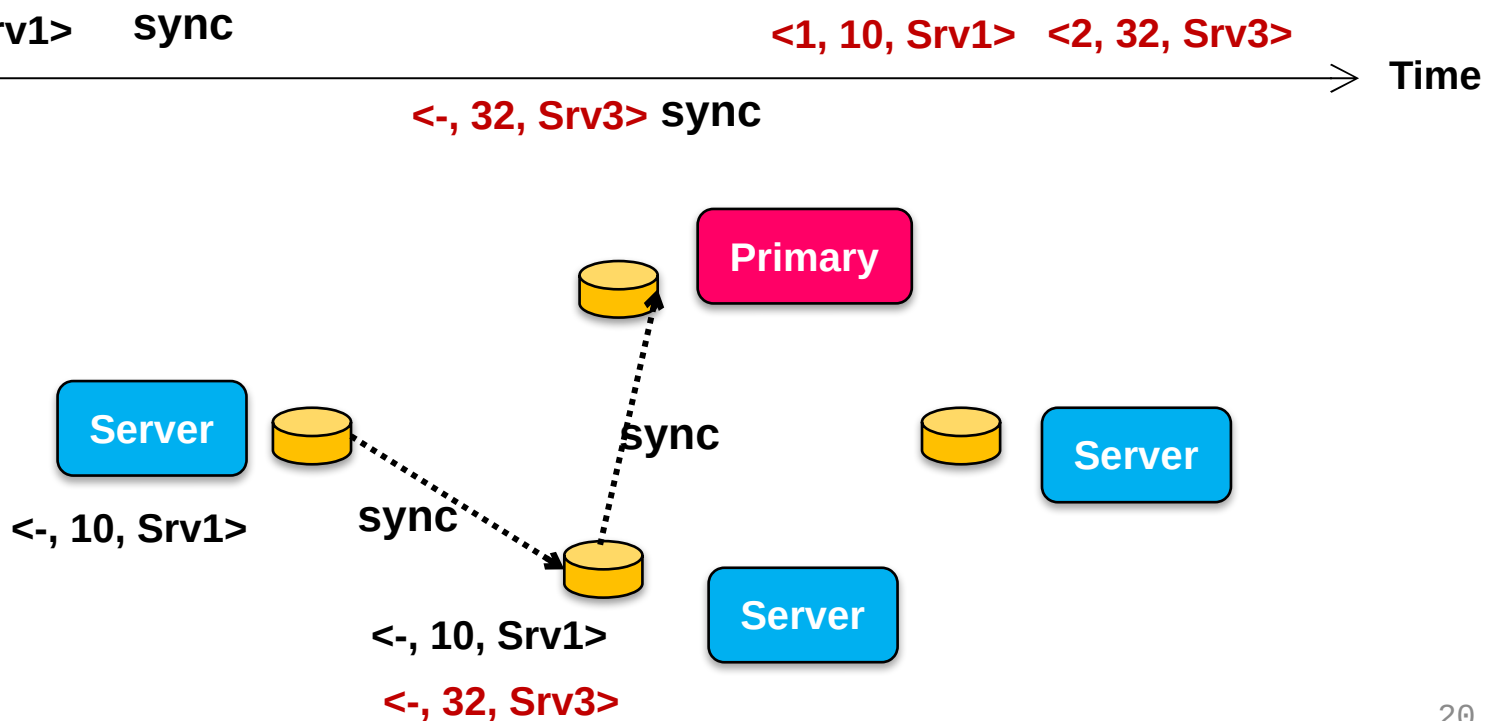 rv1> sync
<1, 10, Srv1> <2, 32, Srv3>
Time
<-, 32, Srv3> sync
Primary
Server
Server
sync
sync
<-, 10, Srv1>
Server
<-, 10, Srv1>
<-, 32, Srv3>
20